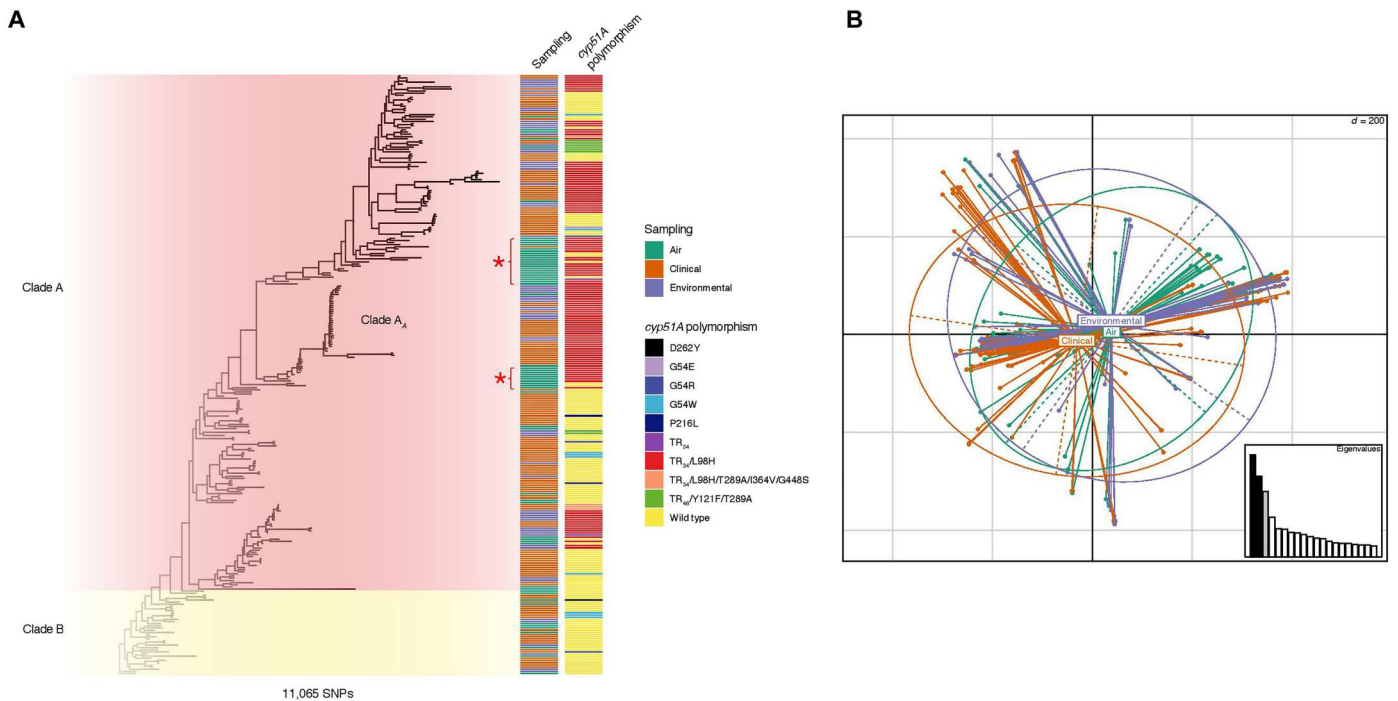 A
B
Sampling
cyp51A
polymorphism
d = 200
Clade A
*
Clade A_A
*
Clade B
11,065 SNPs
Sampling
Air
Clinical
Environmental
cyp51A polymorphism
D262Y
G54E
G54R
G54W
P216L
TR34
TR34/L98H
TR34/L98H/T289A/I364V/G448S
TR46/Y121F/T289A
Wild type
Environmental
Air
Clinical
Eigenvalues